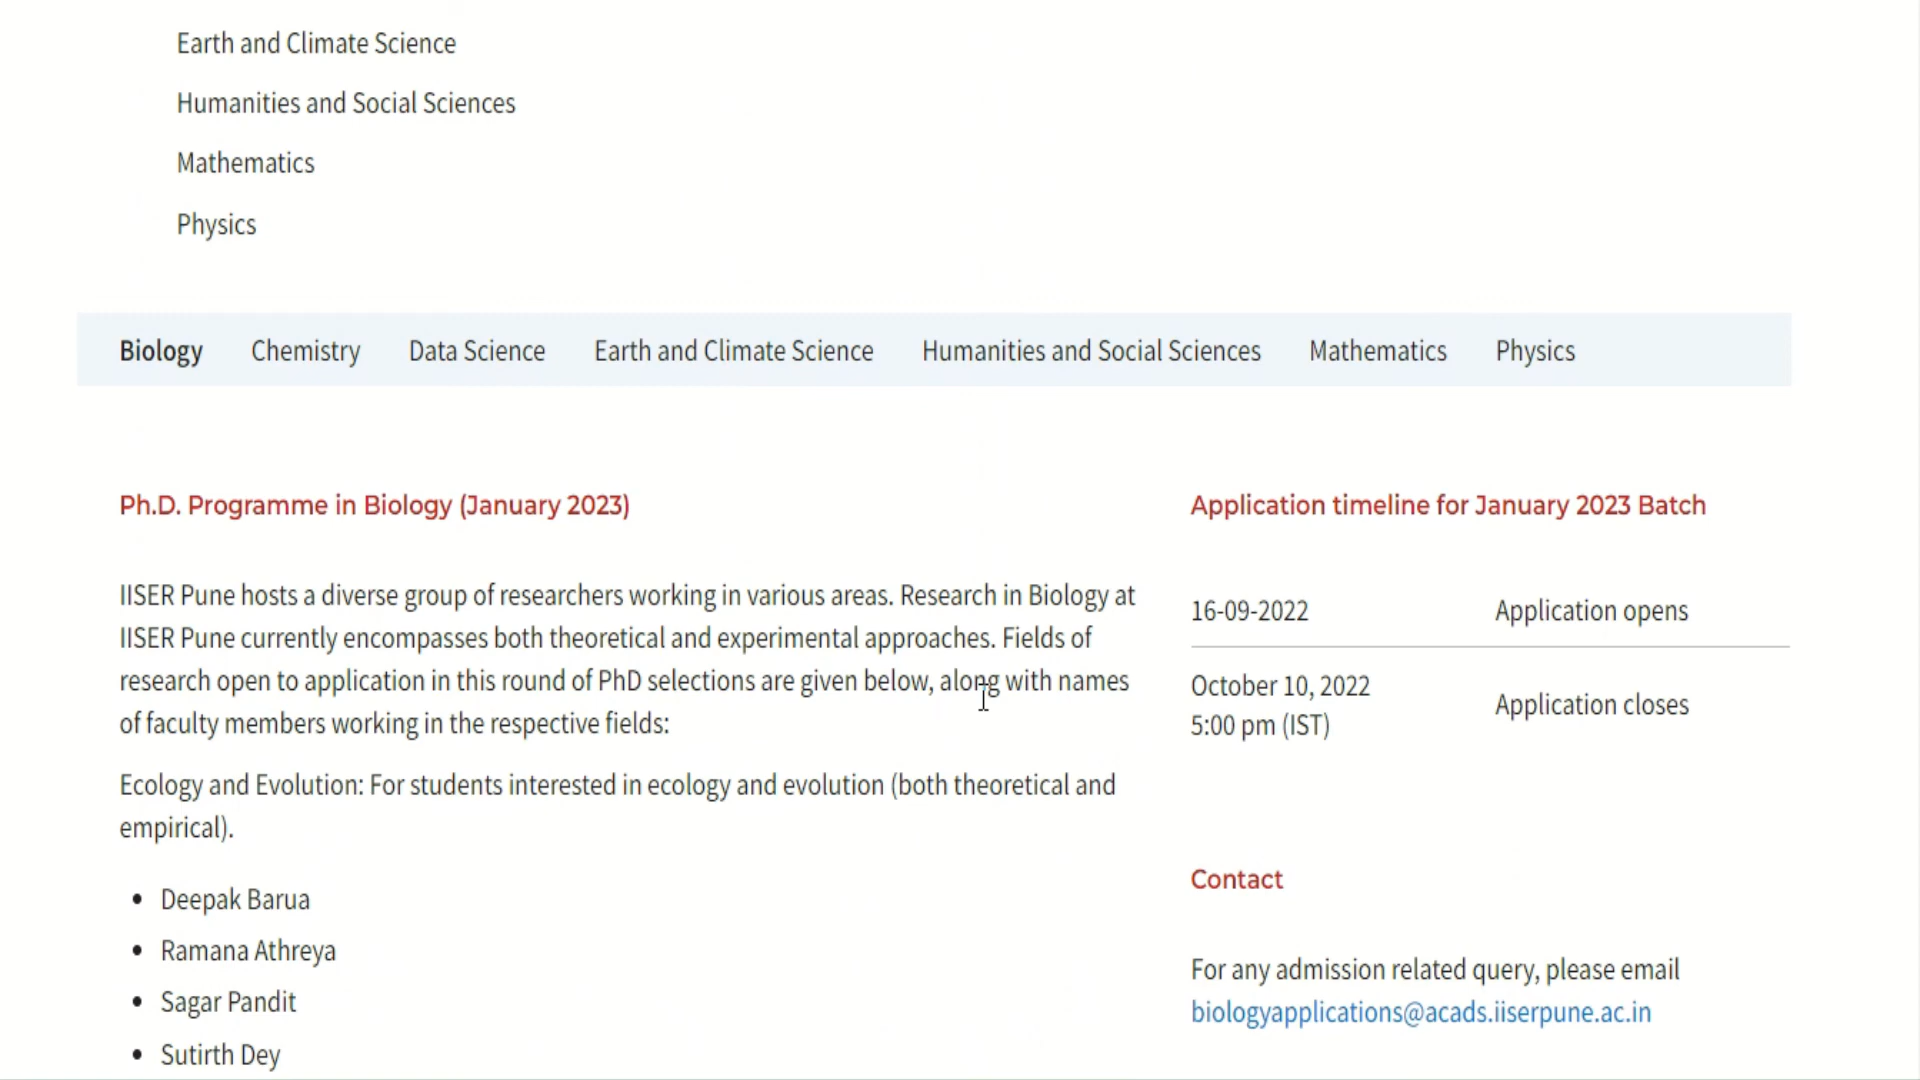 Earth and Climate Science
Humanities and Social Sciences
Mathematics
Physics
Biology Chemistry Data Science Earth and Climate Science Humanities and Social Sciences Mathematics Physics
Ph.D. Programme in Biology (January 2023)
IISER Pune hosts a diverse group of researchers working in various areas. Research in Biology at
IISER Pune currently encompasses both theoretical and experimental approaches. Fields of
research open to application in this round of PhD selections are given below, along with names
of faculty members working in the respective fields:
Ecology and Evolution: For students interested in ecology and evolution (both theoretical and
empirical).
• Deepak Barua
• Ramana Athreya
• Sagar Pandit
• Sutirth Dey
Application timeline for January 2023 Batch
16-09-2022 Application opens
October 10, 2022
5:00 pm (IST)
Application closes
Contact
For any admission related query, please email
biologyapplications@acads.iiserpune.ac.in